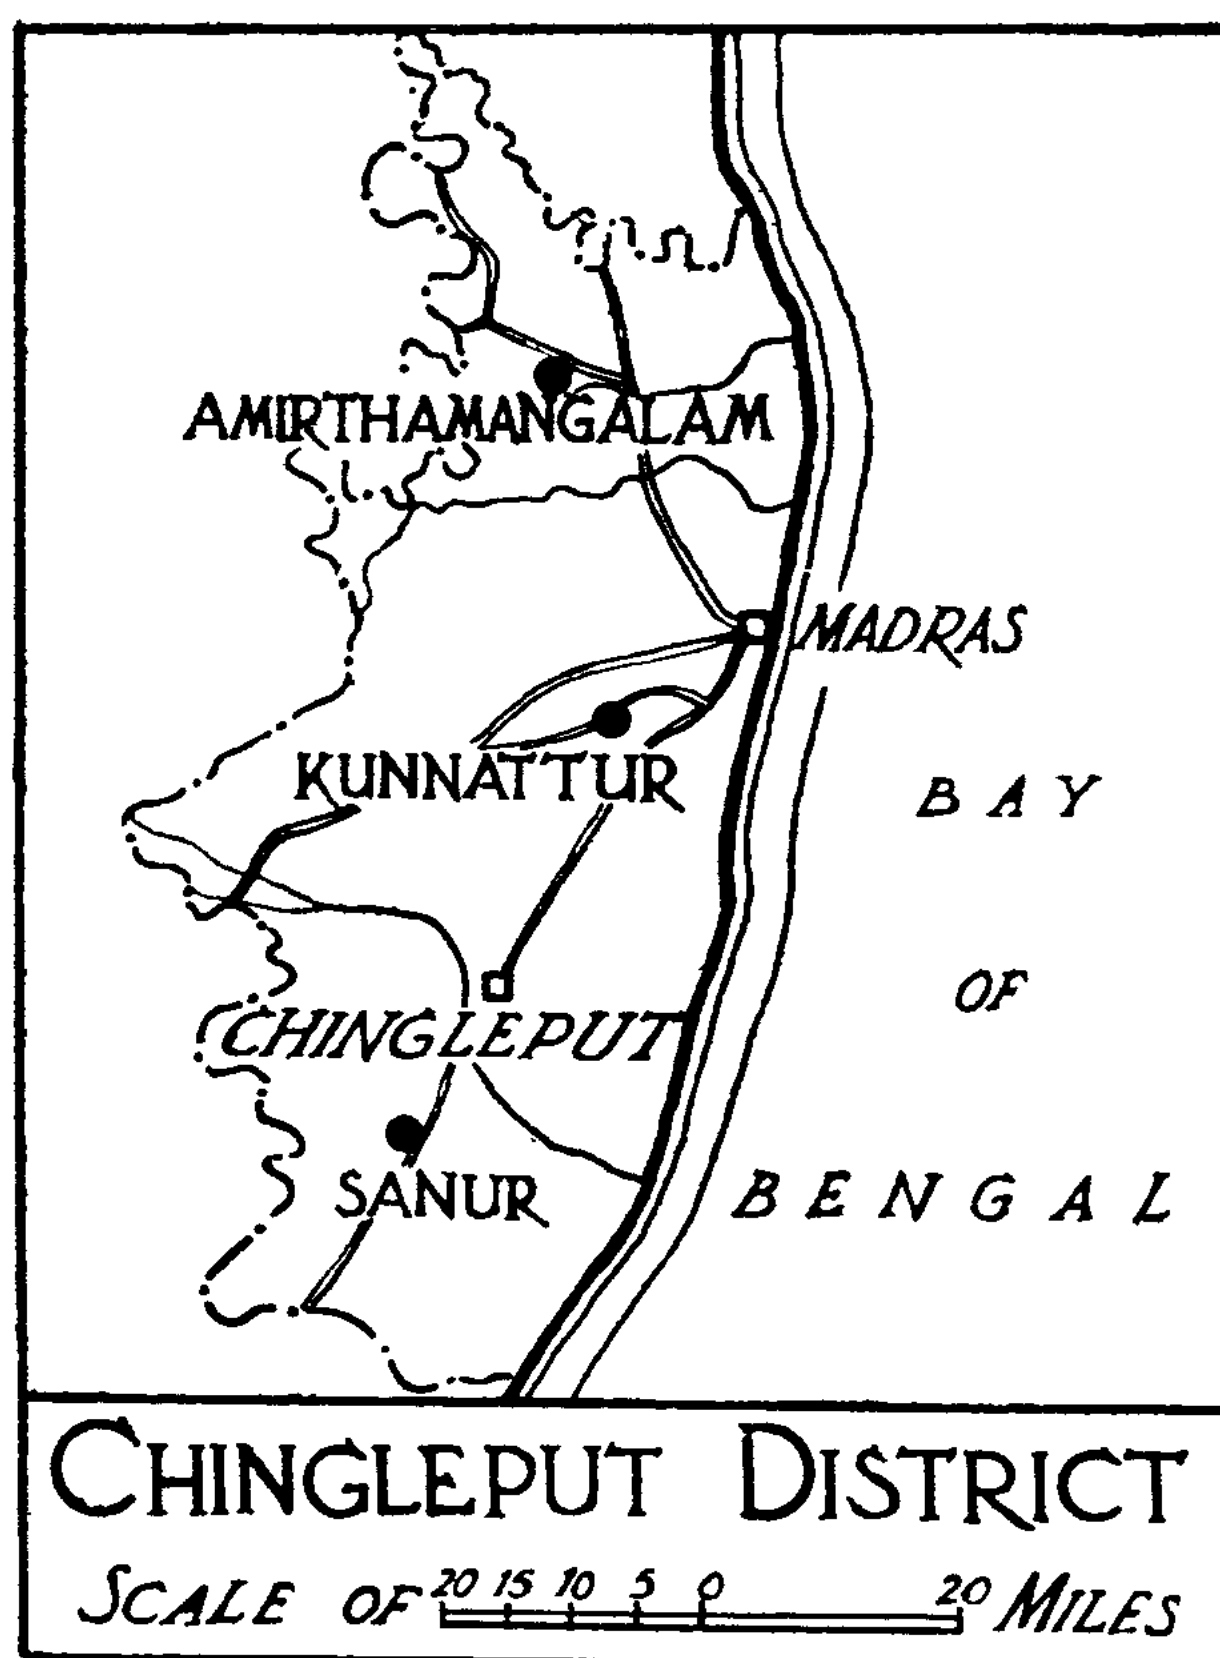 AMIRTHAMANGALAM
MADRAS
KUNNATTUR
BAY
OF
CHINGLEPUT
SANUR
BENGAL
CHINGLEPUT DISTRICT
SCALE OF 20 15 10 5 0 20 MILES